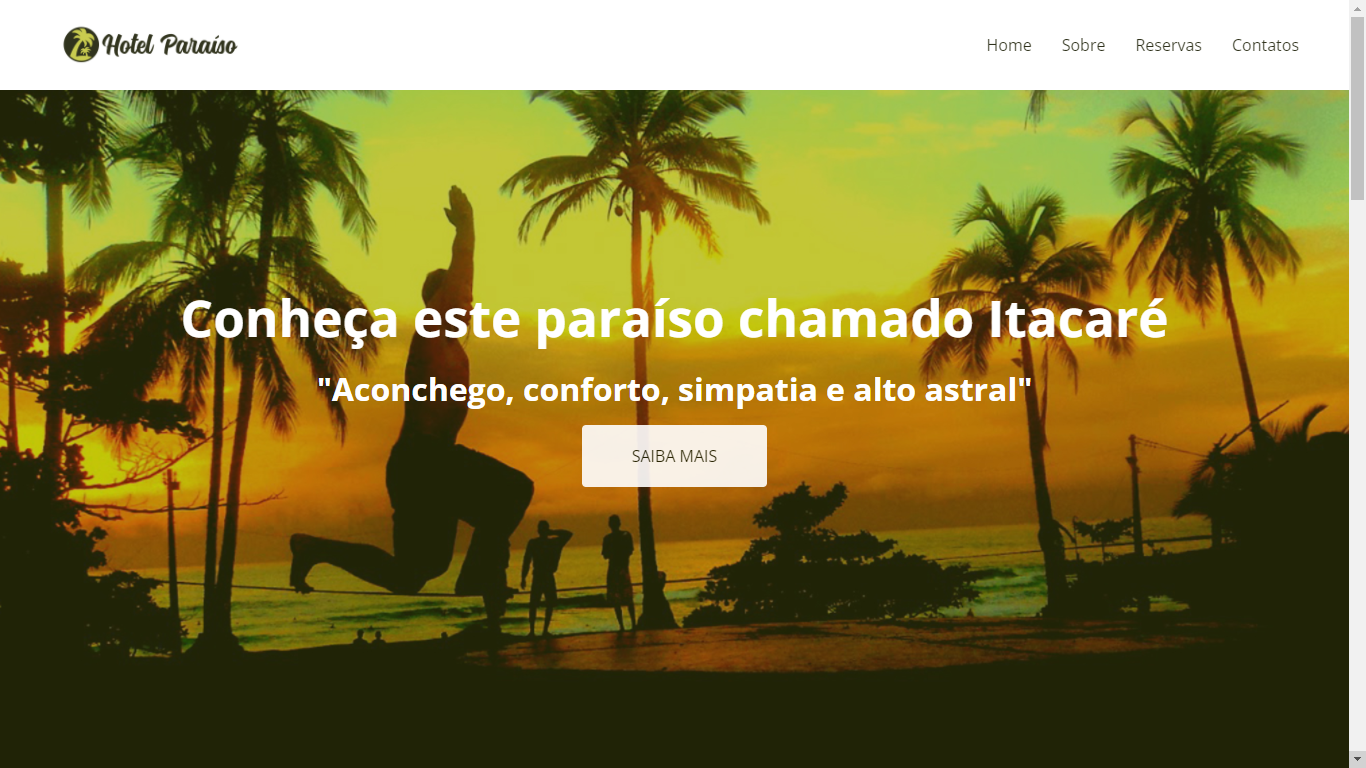 Hotel Paraíso
Home
Sobre
Reservas
Contatos
Conheça este paraíso chamado Itacaré
"Aconchego, conforto, simpatia e alto astral"
SAIBA MAIS